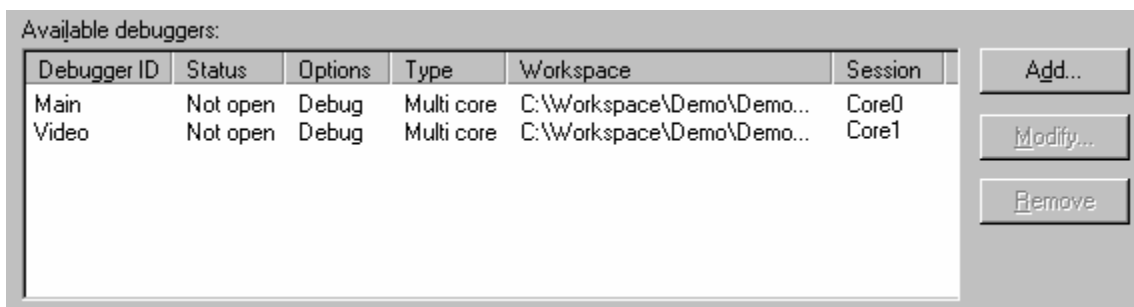 Available debuggers:
Debugger ID Status Options Type Workspace Session
Main Not open Debug Multi core C:\Workspace\Demo\Demo... Core0
Video Not open Debug Multi core C:\Workspace\Demo\Demo... Core1
Add...
Modify...
Remove